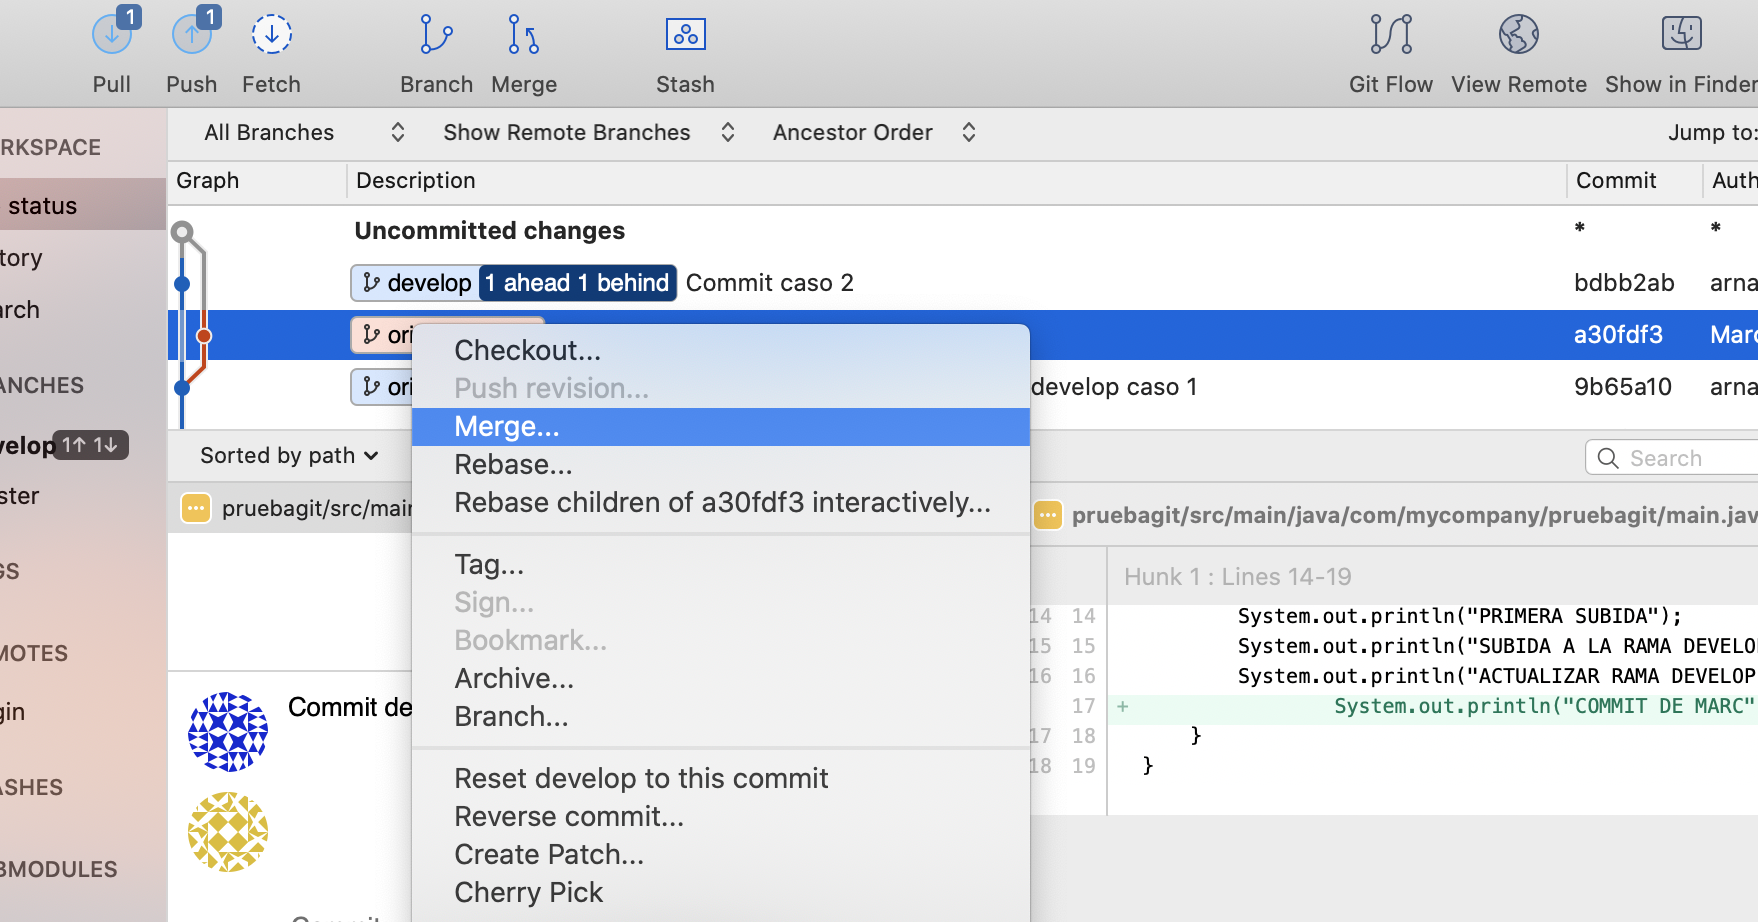 1 1
Pull Push Fetch Branch Merge Stash Git Flow View Remote Show in Finder
All Branches Show Remote Branches Ancestor Order Jump to:
RKSPACE
Graph Description Commit Auth
status
Uncommitted changes * *
tory
develop 1 ahead 1 behind Commit caso 2 bdbb2ab arna
arch
ori a30fdf3 Marc
ori develop caso 1 9b65a10 arna
ANCHES
velop 1↑ 1↓
Sorted by path Search
ster
pruebagit/src/mair
pruebagit/src/main/java/com/mycompany/pruebagit/main.jav
Checkout...
Push revision...
Merge...
Rebase...
Rebase children of a30fdf3 interactively...
Tag...
Sign...
Bookmark...
Archive...
Branch...
Reset develop to this commit
Reverse commit...
Create Patch...
Cherry Pick
GS
MOTES
gin
ASHES
BMODULES
Commit de
Hunk 1 : Lines 14-19
14 14 System.out.println("PRIMERA SUBIDA");
15 15 System.out.println("SUBIDA A LA RAMA DEVELO
16 16 System.out.println("ACTUALIZAR RAMA DEVELOP
17 + System.out.println("COMMIT DE MARC"
17 18 }
18 19 }